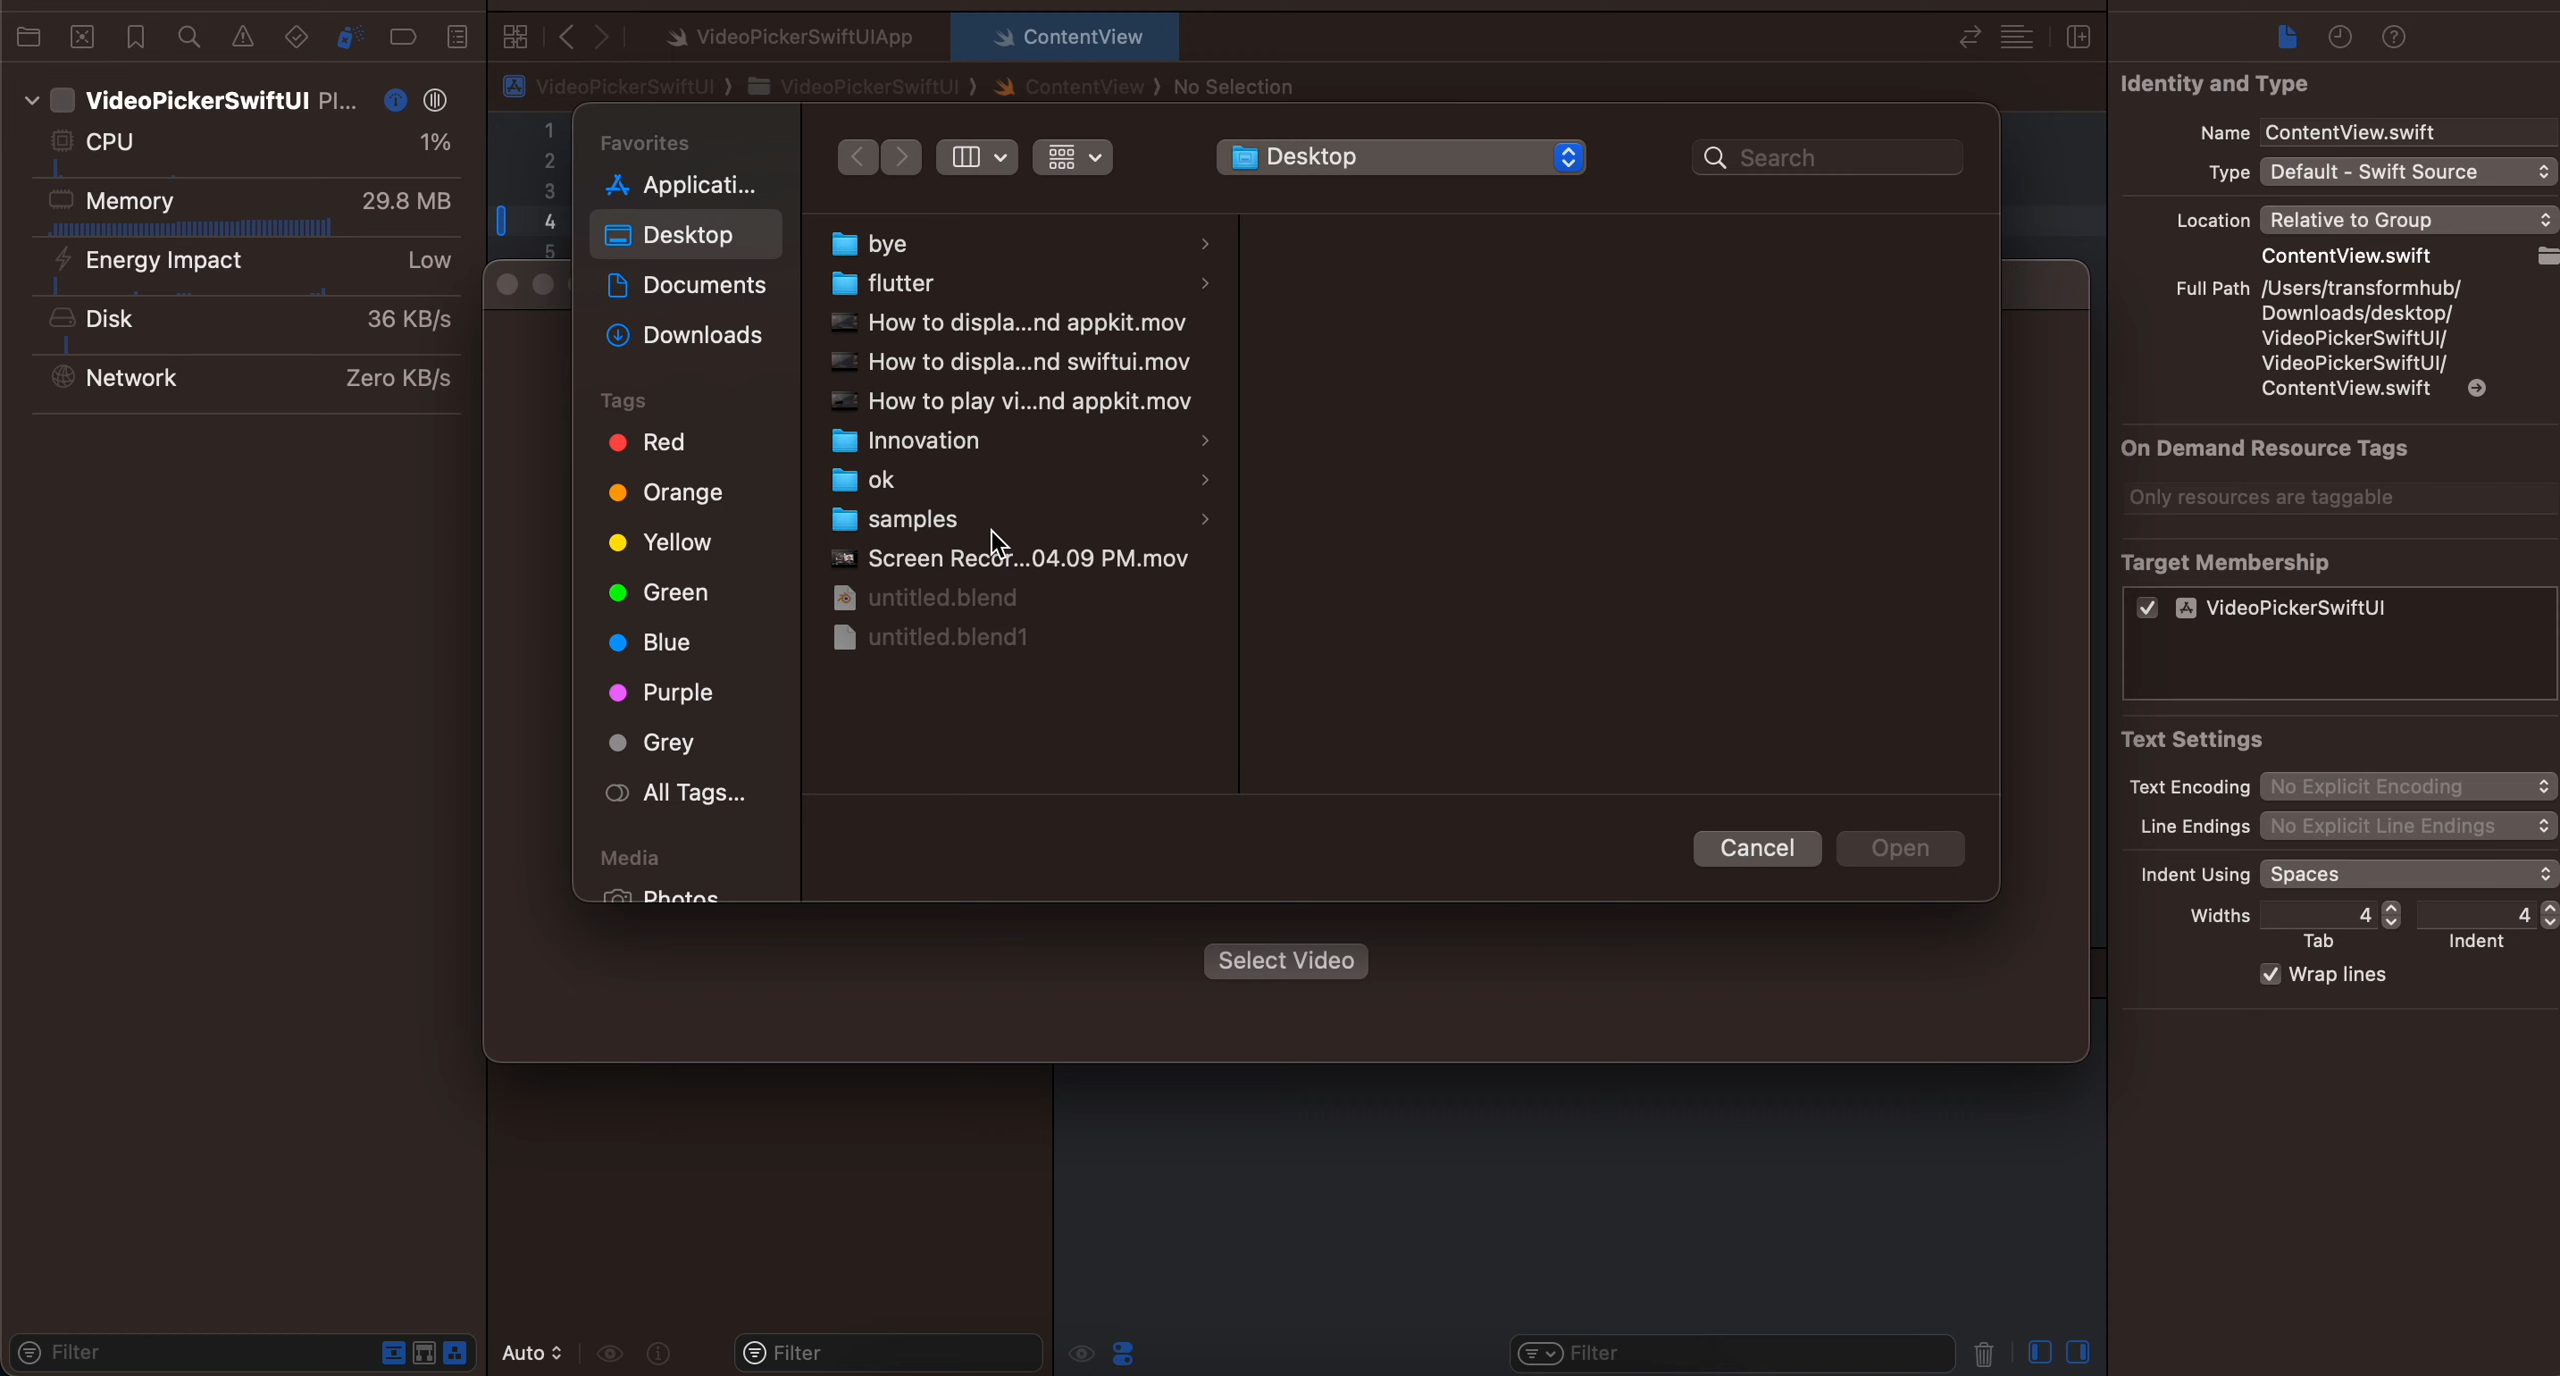 VideoPickerSwiftUI Pl...
CPU 1%
Memory 29.8 MB
Energy Impact Low
Disk 36 KB/s
Network Zero KB/s
Filter
VideoPickerSwiftUIApp
ContentView
VideoPickerSwiftUI
VideoPickerSwiftUI
ContentView
No Selection
1
2
3
4
5
Favorites
Applicati...
Desktop
Documents
Downloads
Tags
Red
Orange
Yellow
Green
Blue
Purple
Grey
All Tags...
Media
Photos
Desktop
Search
bye
flutter
How to displa...nd appkit.mov
How to displa...nd swiftui.mov
How to play vi...nd appkit.mov
Innovation
ok
samples
Screen Recor...04.09 PM.mov
untitled.blend
untitled.blend1
Cancel
Open
Select Video
Auto
Filter
Filter
Identity and Type
Name ContentView.swift
Type Default - Swift Source
Location Relative to Group
ContentView.swift
Full Path /Users/transformhub/
Downloads/desktop/
VideoPickerSwiftUI/
VideoPickerSwiftUI/
ContentView.swift
On Demand Resource Tags
Only resources are taggable
Target Membership
VideoPickerSwiftUI
Text Settings
Text Encoding No Explicit Encoding
Line Endings No Explicit Line Endings
Indent Using Spaces
Widths 4 4
Tab Indent
Wrap lines